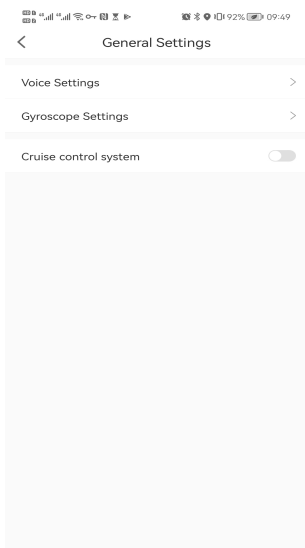 92% 09:49
General Settings
Voice Settings
Gyroscope Settings
Cruise control system